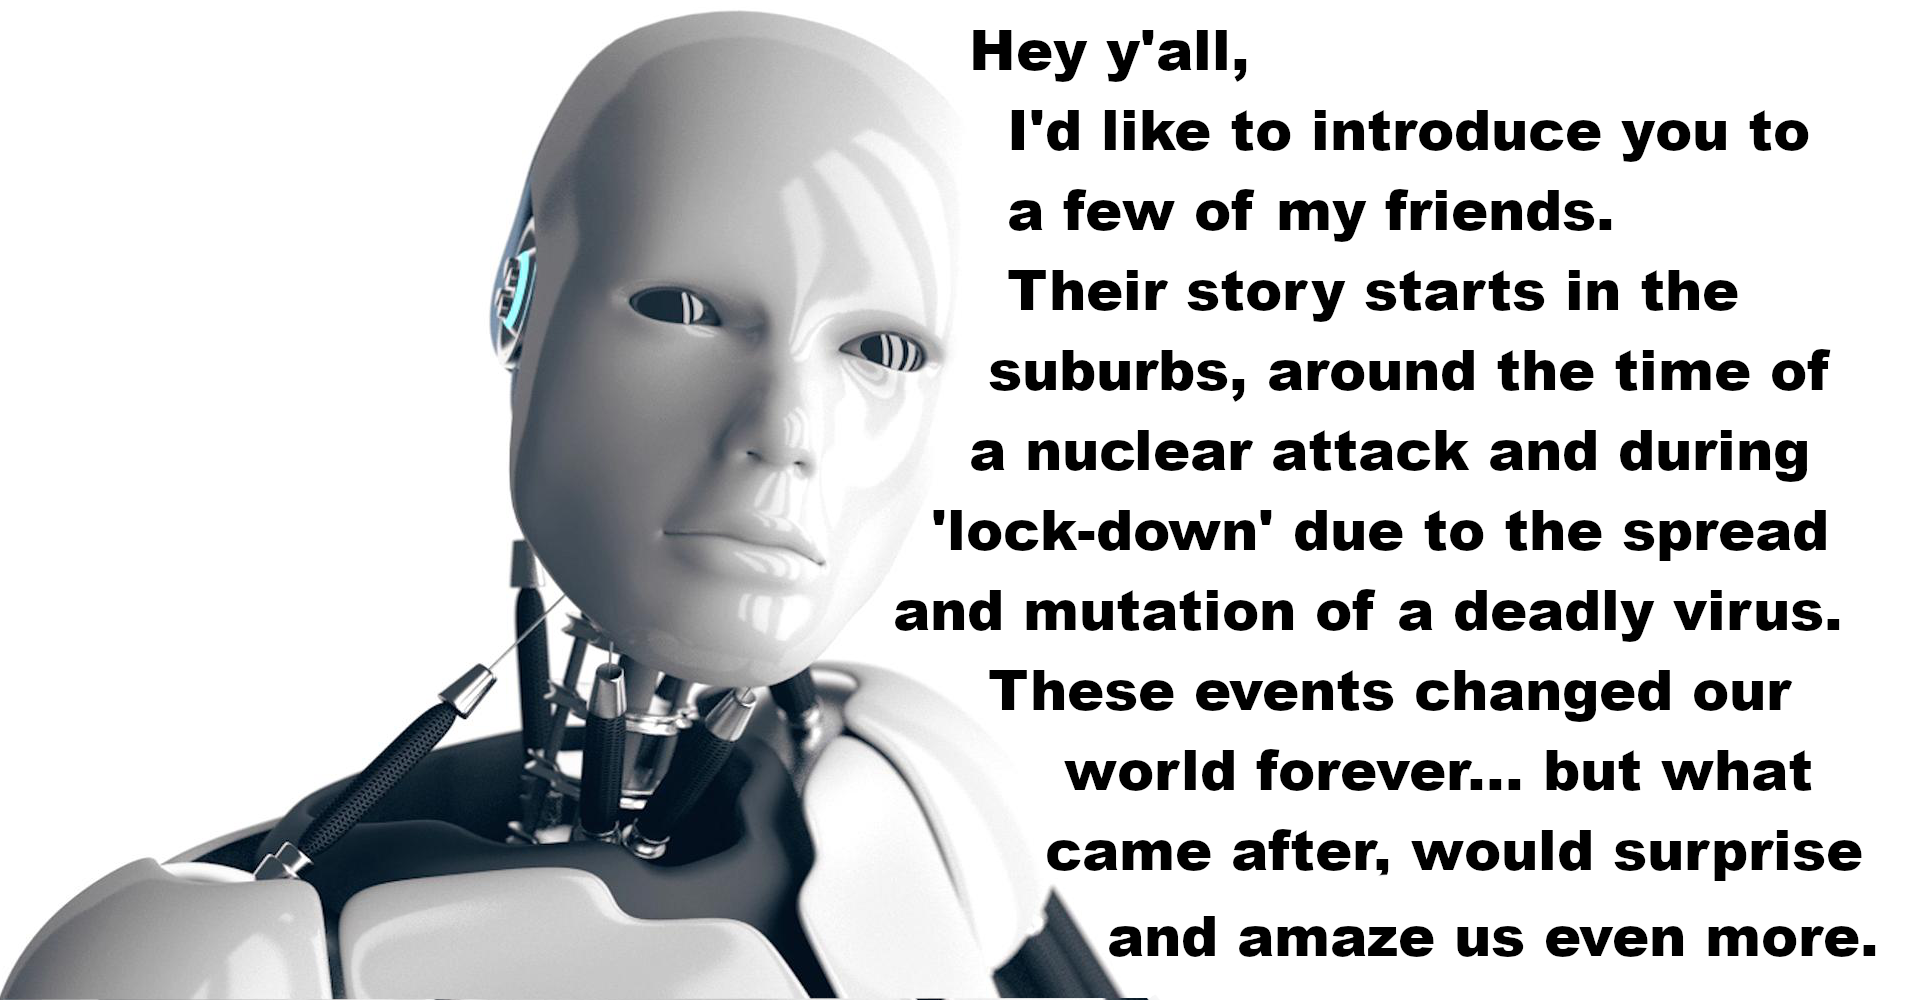 Hey y'all,
I'd like to introduce you to
a few of my friends.
Their story starts in the
suburbs, around the time of
a nuclear attack and during
'lock-down' due to the spread
and mutation of a deadly virus.
These events changed our
world forever... but what
came after, would surprise
and amaze us even more.